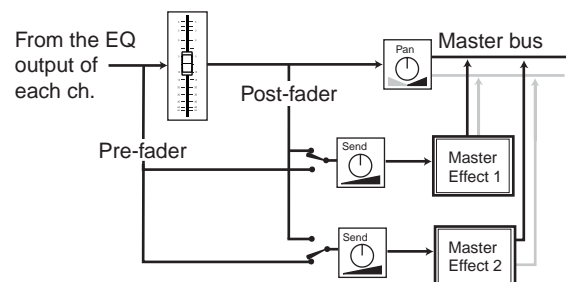 From the EQ
output of
each ch.
Pan
Master bus
Post-fader
Pre-fader
Send
Master
Effect 1
Send
Master
Effect 2